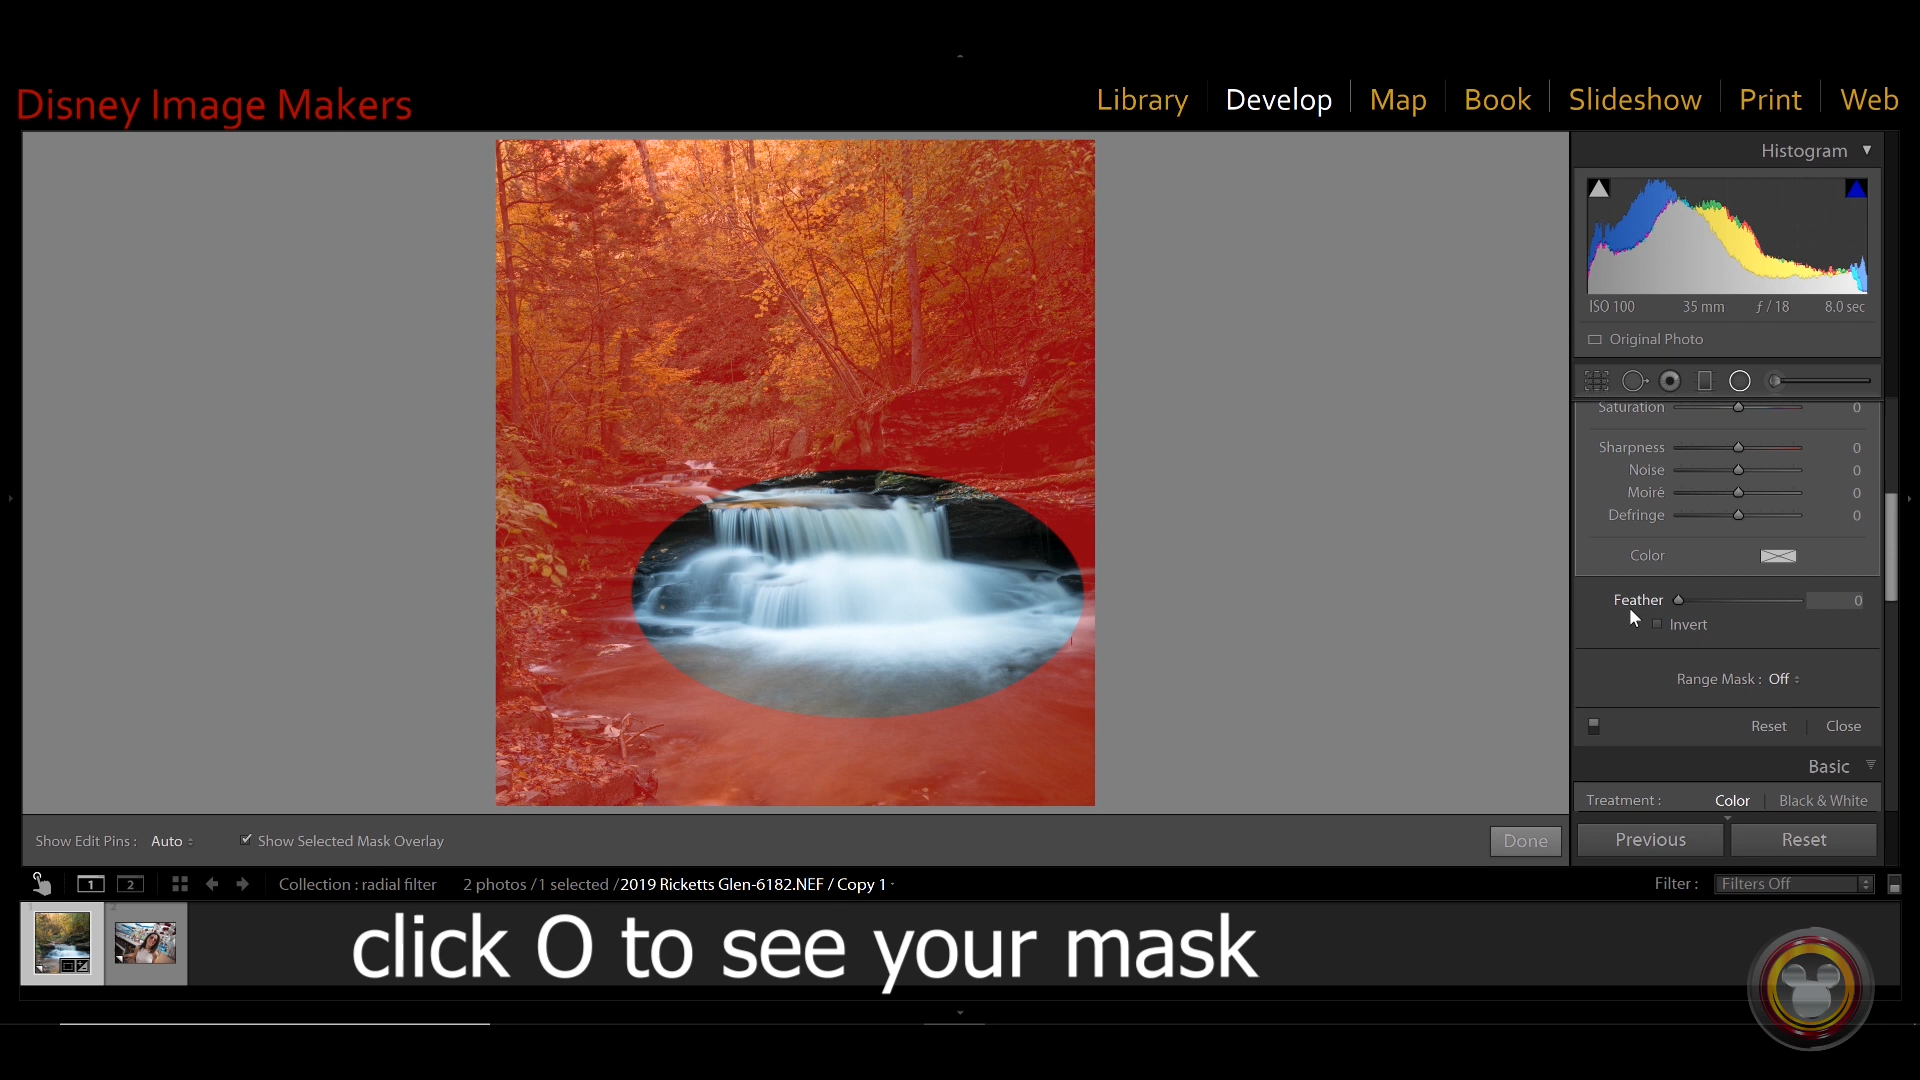 Disney Image Makers
Library Develop Map Book Slideshow Print Web
Histogram
ISO 100 35 mm ƒ / 18 8.0 sec
Original Photo
Saturation 0
Sharpness 0
Noise 0
Moiré 0
Defringe 0
Color
Feather 0
Invert
Range Mask : Off
Reset Close
Basic
Treatment : Color Black & White
Show Edit Pins : Auto Show Selected Mask Overlay Done
Previous Reset
1 2 Collection : radial filter 2 photos /1 selected /2019 Ricketts Glen-6182.NEF / Copy 1
Filter : Filters Off
click O to see your mask